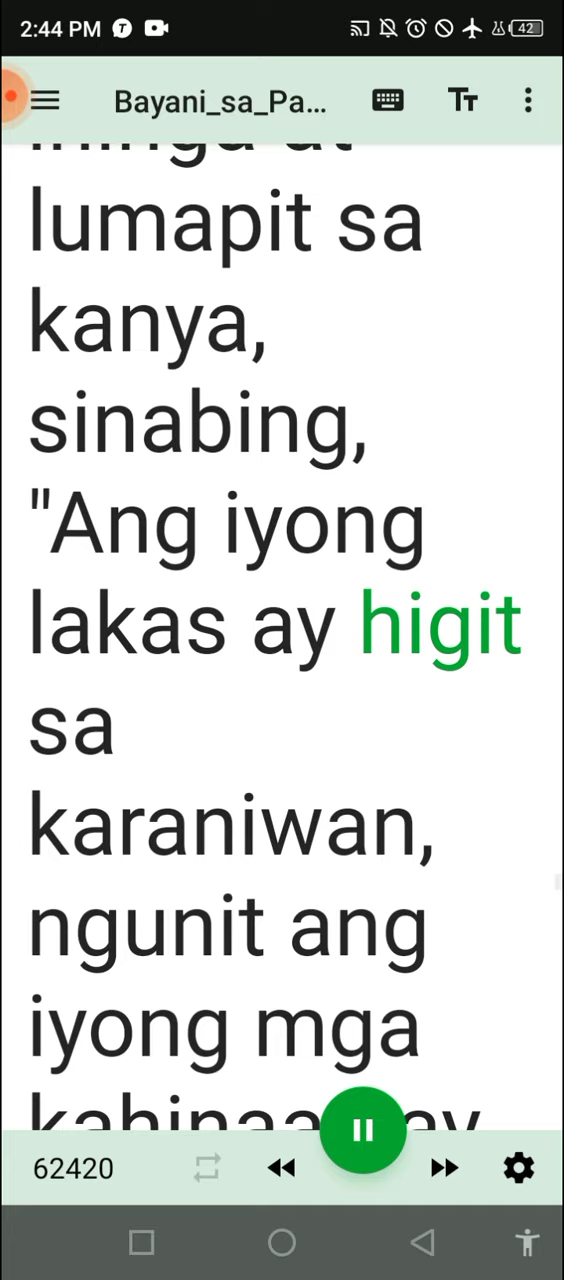 2:44 PM
42
Bayani_sa_Pa...
lumapit sa
kanya,
sinabing,
"Ang iyong
lakas ay higit
sa
karaniwan,
ngunit ang
iyong mga
62420